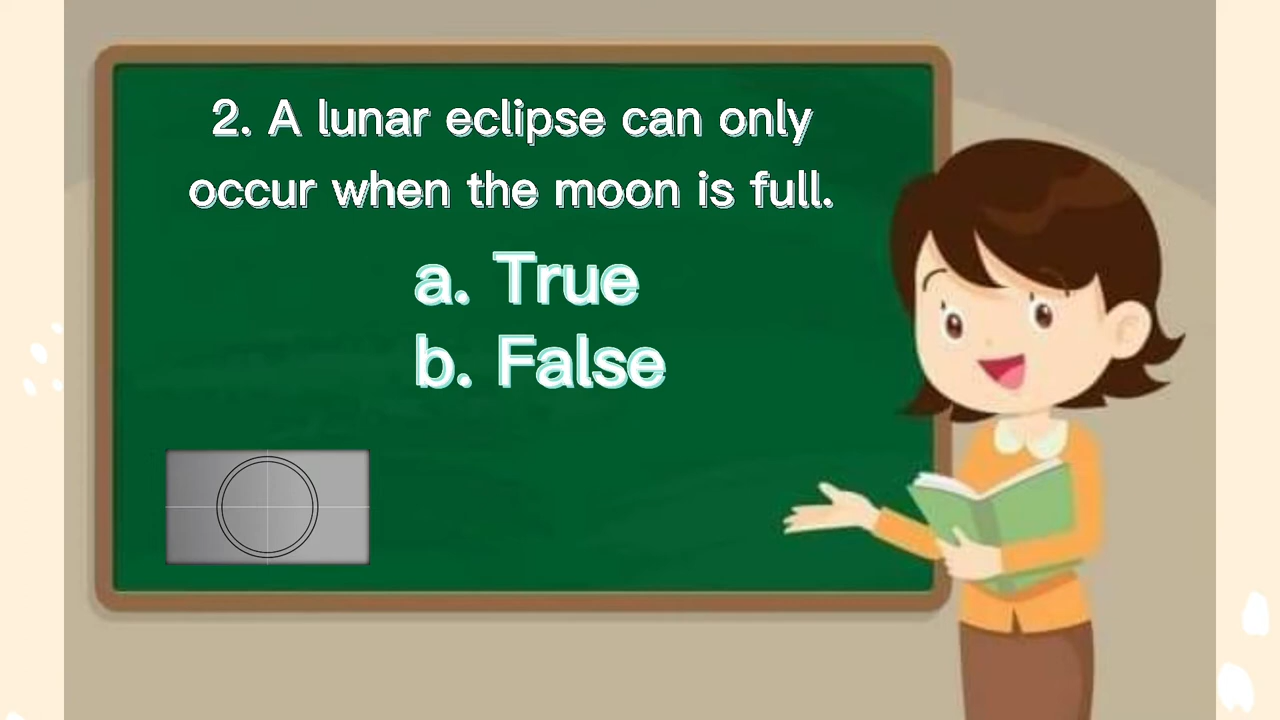 2. A lunar eclipse can only
occur when the moon is full.
a. True
b. False